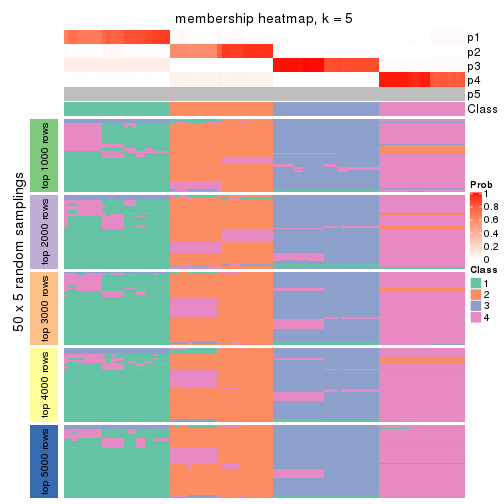 membership heatmap, k = 5
p1
p2
p3
p4
p5
Class
50 x 5 random samplings
top 1000 rows
top 2000 rows
top 3000 rows
top 4000 rows
top 5000 rows
Prob
1
0.8
0.6
0.4
0.2
0
Class
1
2
3
4